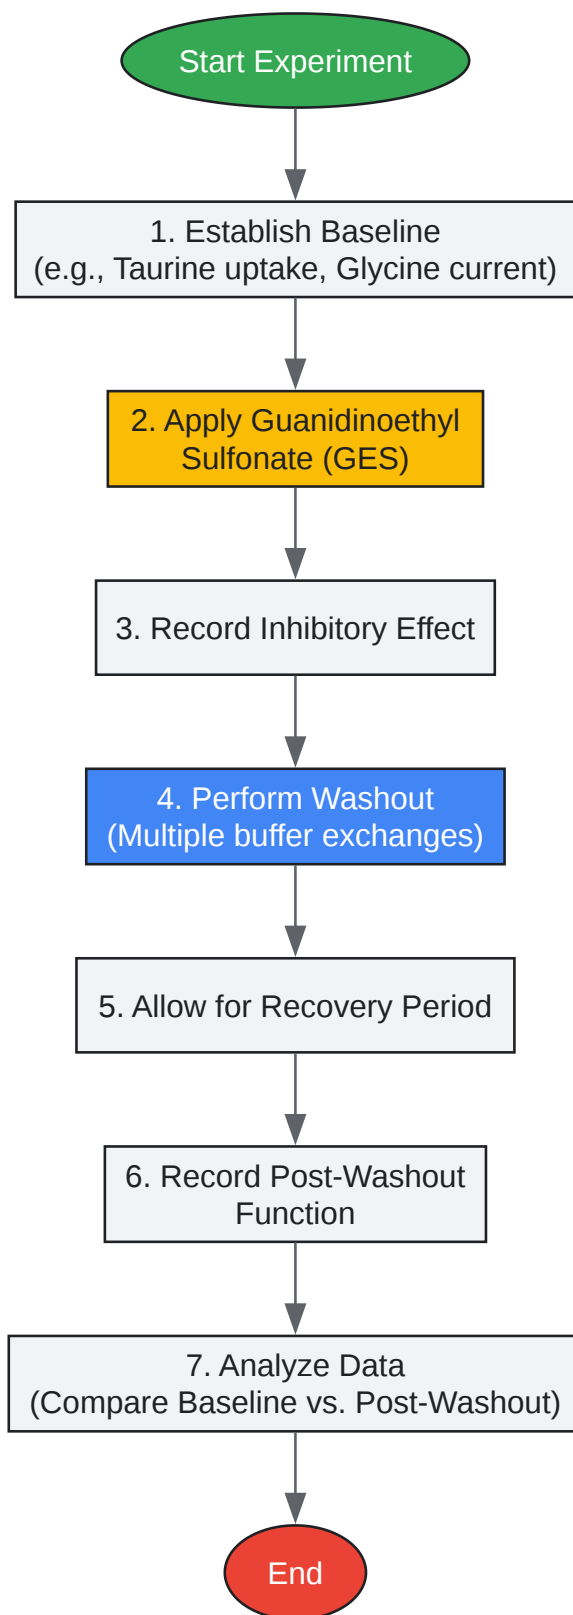 Start Experiment
1. Establish Baseline
(e.g., Taurine uptake, Glycine current)
2. Apply Guanidinoethyl
Sulfonate (GES)
3. Record Inhibitory Effect
4. Perform Washout
(Multiple buffer exchanges)
5. Allow for Recovery Period
6. Record Post-Washout
Function
7. Analyze Data
(Compare Baseline vs. Post-Washout)
End